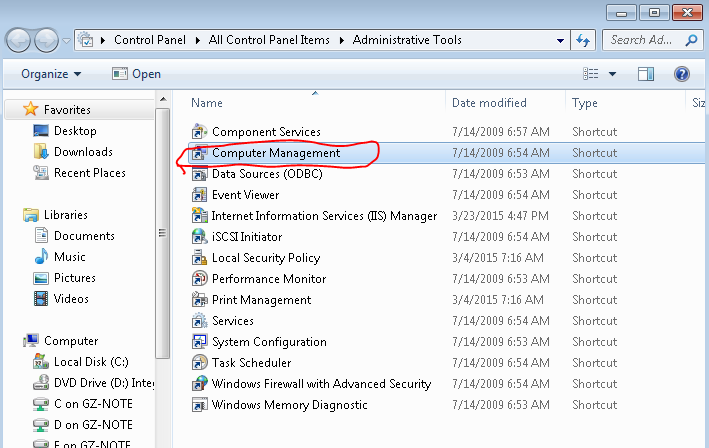 Control Panel All Control Panel Items Administrative Tools Search Ad...
Organize Open
Favorites
Desktop
Downloads
Recent Places
Libraries
Documents
Music
Pictures
Videos
Computer
Local Disk (C:)
DVD Drive (D:) Inte
C on GZ-NOTE
D on GZ-NOTE
E on GZ-NOTE
Name Date modified Type Siz
Component Services 7/14/2009 6:57 AM Shortcut
Computer Management 7/14/2009 6:54 AM Shortcut
Data Sources (ODBC) 7/14/2009 6:53 AM Shortcut
Event Viewer 7/14/2009 6:54 AM Shortcut
Internet Information Services (IIS) Manager 3/23/2015 4:47 PM Shortcut
iSCSI Initiator 7/14/2009 6:54 AM Shortcut
Local Security Policy 3/4/2015 7:16 AM Shortcut
Performance Monitor 7/14/2009 6:53 AM Shortcut
Print Management 3/4/2015 7:16 AM Shortcut
Services 7/14/2009 6:54 AM Shortcut
System Configuration 7/14/2009 6:53 AM Shortcut
Task Scheduler 7/14/2009 6:54 AM Shortcut
Windows Firewall with Advanced Security 7/14/2009 6:54 AM Shortcut
Windows Memory Diagnostic 7/14/2009 6:53 AM Shortcut